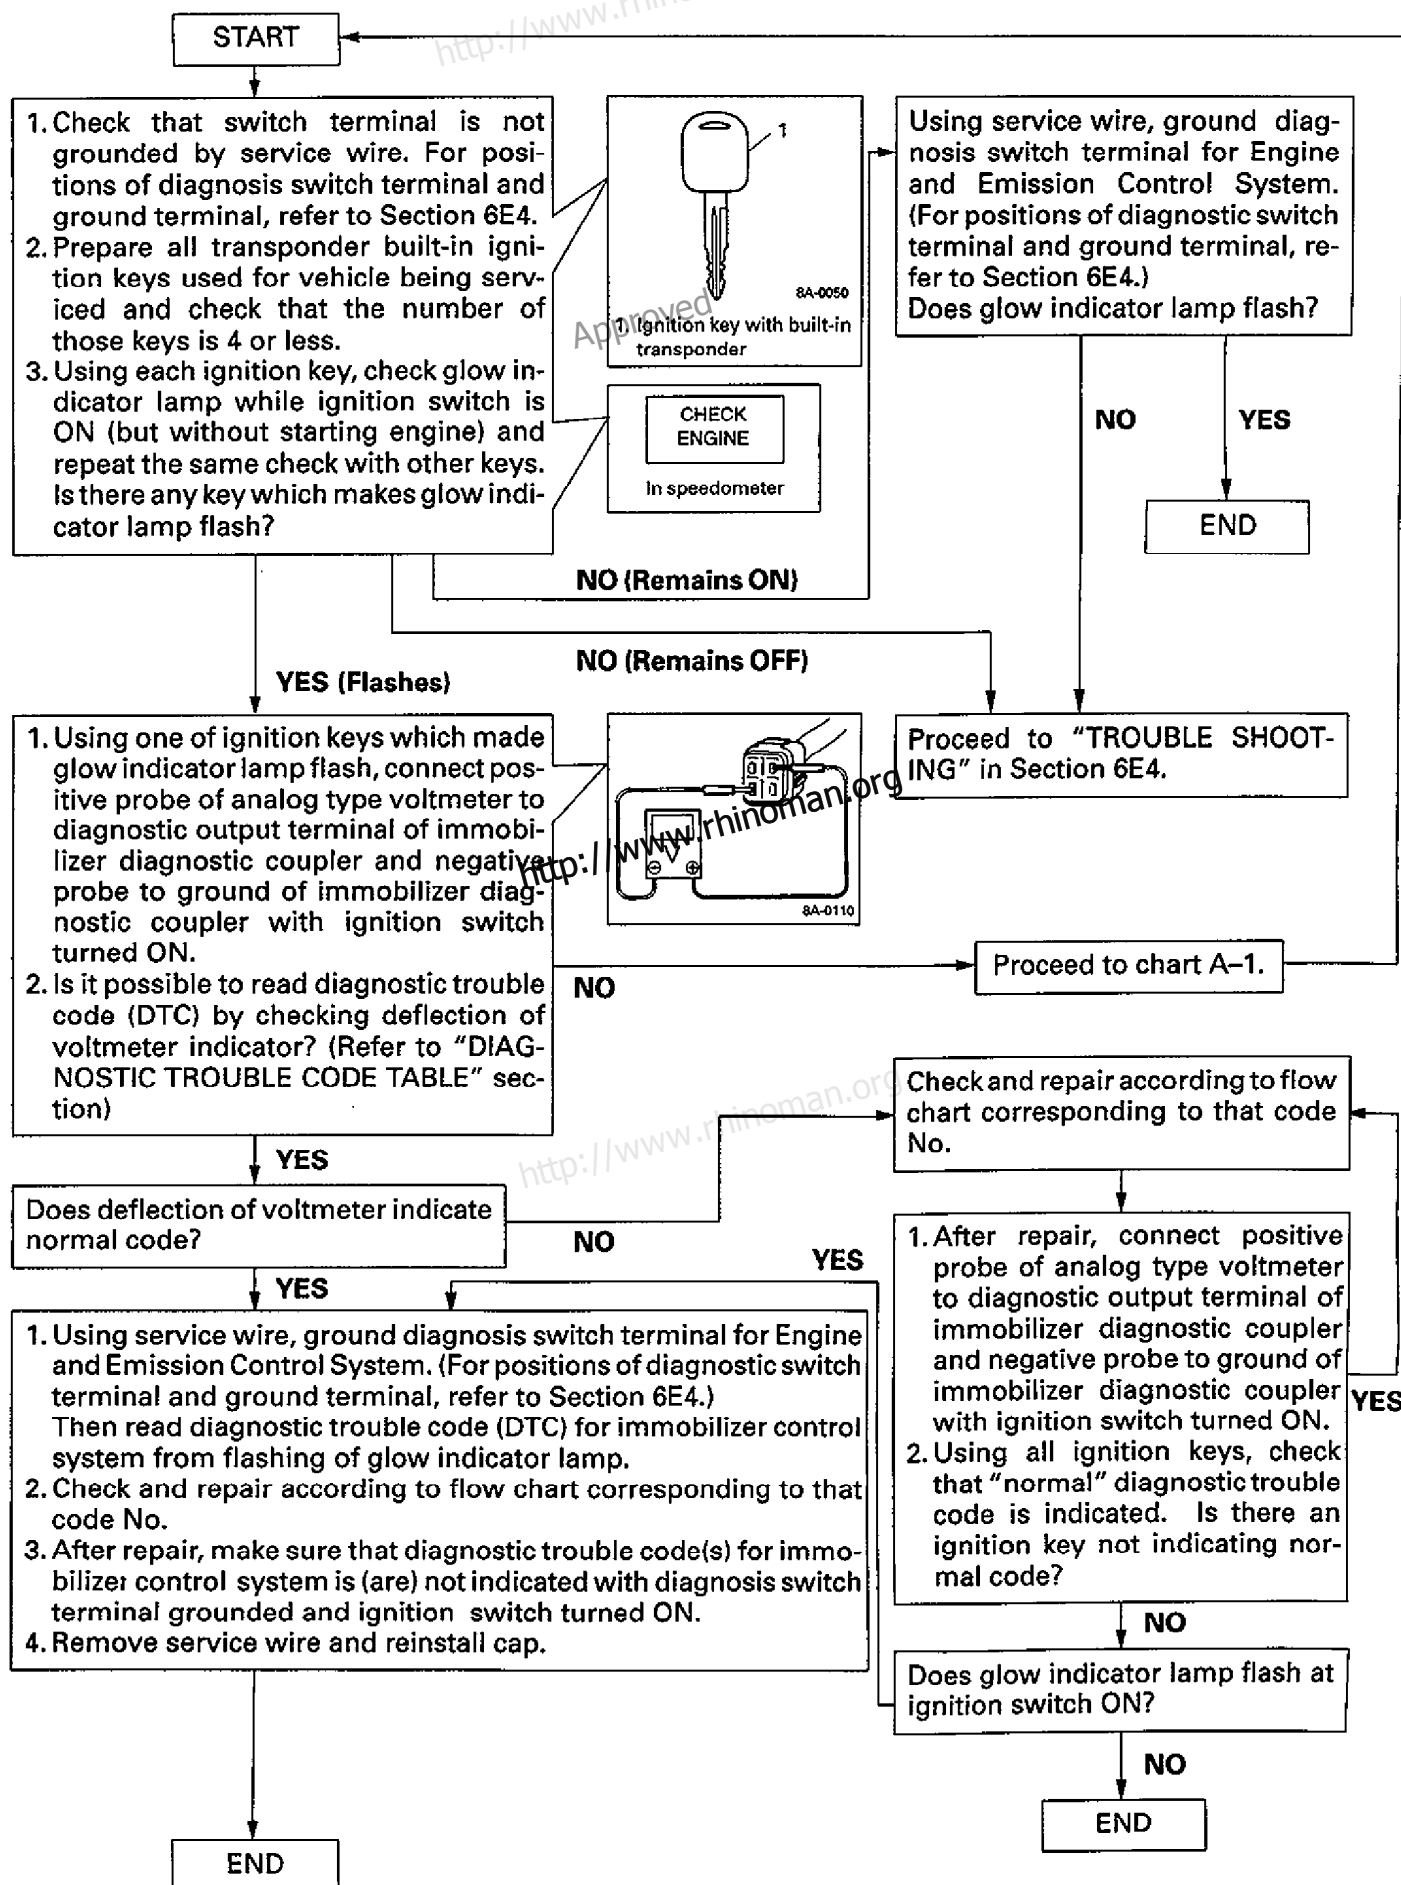 http://www.rhino
START
1. Check that switch terminal is not
grounded by service wire. For posi-
tions of diagnosis switch terminal and
ground terminal, refer to Section 6E4.
2. Prepare all transponder built-in igni-
tion keys used for vehicle being serv-
iced and check that the number of
those keys is 4 or less.
3. Using each ignition key, check glow in-
dicator lamp while ignition switch is
ON (but without starting engine) and
repeat the same check with other keys.
Is there any key which makes glow indi-
cator lamp flash?
1
8A-0050
Approved
1. Ignition key with built-in
transponder
CHECK
ENGINE
In speedometer
Using service wire, ground diag-
nosis switch terminal for Engine
and Emission Control System.
(For positions of diagnostic switch
terminal and ground terminal, re-
fer to Section 6E4.)
Does glow indicator lamp flash?
NO
YES
END
NO (Remains ON)
NO (Remains OFF)
YES (Flashes)
1. Using one of ignition keys which made
glow indicator lamp flash, connect pos-
itive probe of analog type voltmeter to
diagnostic output terminal of immobi-
lizer diagnostic coupler and negative
probe to ground of immobilizer diag-
nostic coupler with ignition switch
turned ON.
2. Is it possible to read diagnostic trouble
code (DTC) by checking deflection of
voltmeter indicator? (Refer to "DIAG-
NOSTIC TROUBLE CODE TABLE" sec-
tion)
V
8A-0110
http://www.rhinoman.org
Proceed to "TROUBLE SHOOT-
ING" in Section 6E4.
NO
Proceed to chart A–1.
YES
Does deflection of voltmeter indicate
normal code?
NO
YES
http://www.rhinoman.org
Check and repair according to flow
chart corresponding to that code
No.
1. After repair, connect positive
probe of analog type voltmeter
to diagnostic output terminal of
immobilizer diagnostic coupler
and negative probe to ground of
immobilizer diagnostic coupler
with ignition switch turned ON.
2. Using all ignition keys, check
that "normal" diagnostic trouble
code is indicated. Is there an
ignition key not indicating nor-
mal code?
YES
NO
Does glow indicator lamp flash at
ignition switch ON?
YES
NO
END
1. Using service wire, ground diagnosis switch terminal for Engine
and Emission Control System. (For positions of diagnostic switch
terminal and ground terminal, refer to Section 6E4.)
Then read diagnostic trouble code (DTC) for immobilizer control
system from flashing of glow indicator lamp.
2. Check and repair according to flow chart corresponding to that
code No.
3. After repair, make sure that diagnostic trouble code(s) for immo-
bilizer control system is (are) not indicated with diagnosis switch
terminal grounded and ignition switch turned ON.
4. Remove service wire and reinstall cap.
END